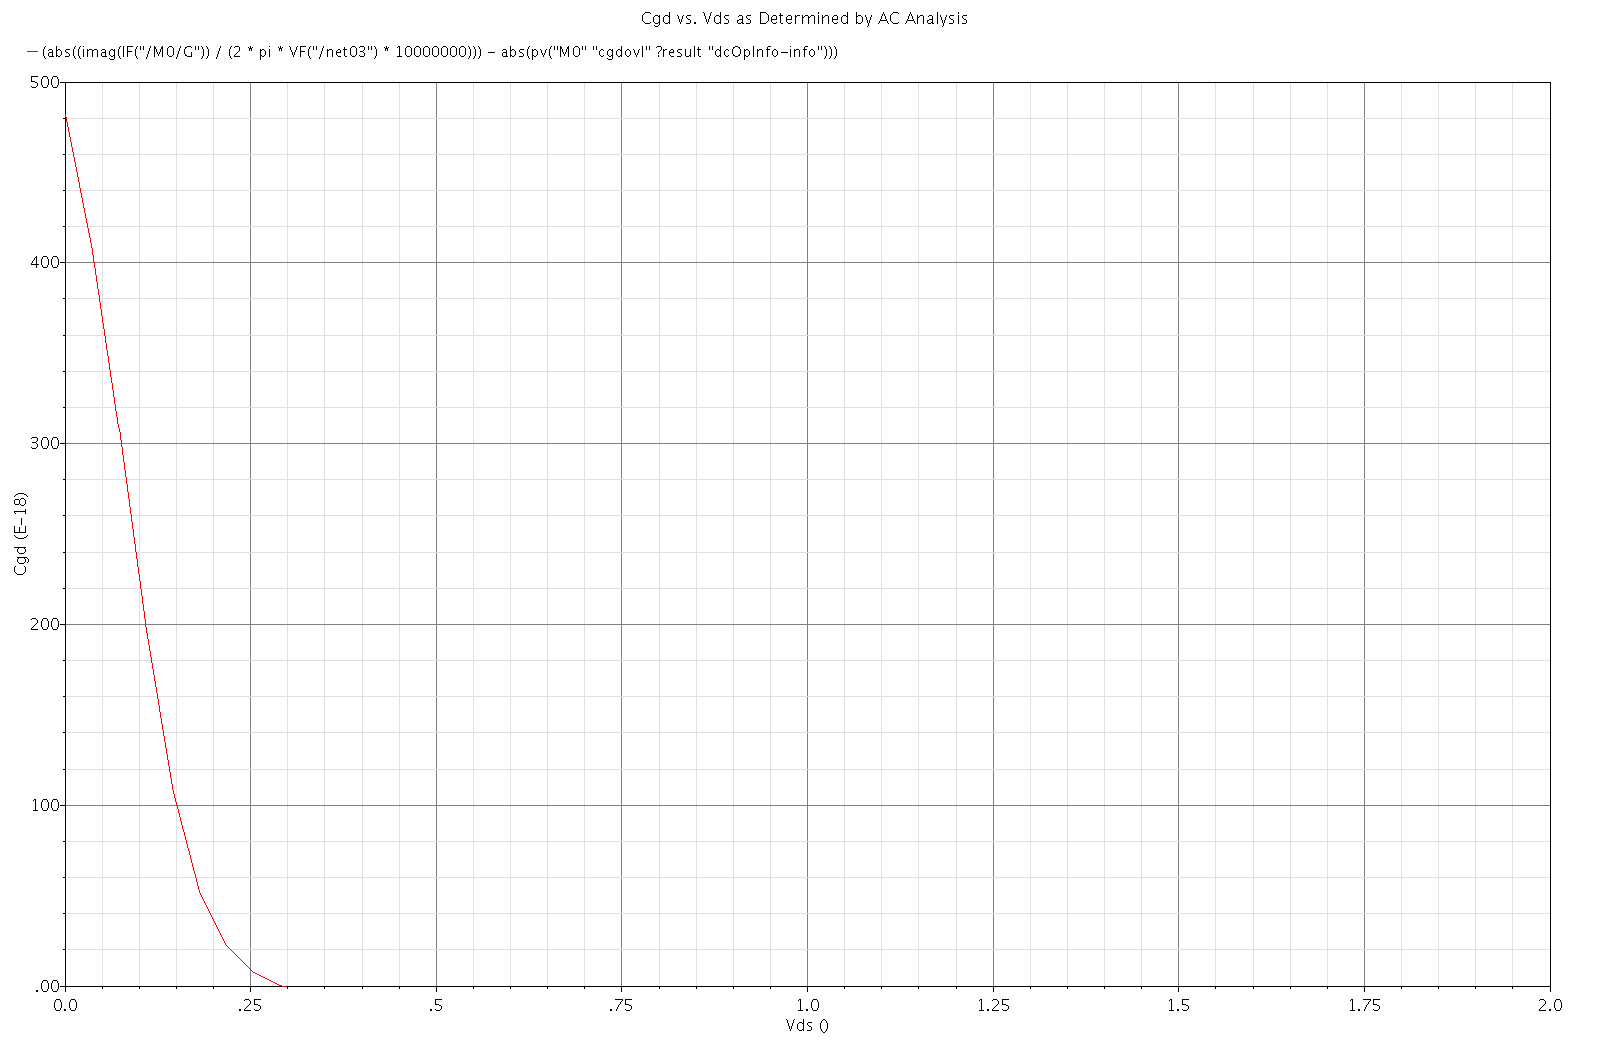 Cgd vs. Vds as Determined by AC Analysis
(abs((imag(IF("/M0/G")) / (2 * pi * VF("/net03") * 10000000))) - abs(pv("M0" "cgdovl" ?result "dcOpInfo-info")))
500
400
300
200
100
.00
Cgd (E-18)
0.0 .25 .5 .75 1.0 1.25 1.5 1.75 2.0
Vds ()